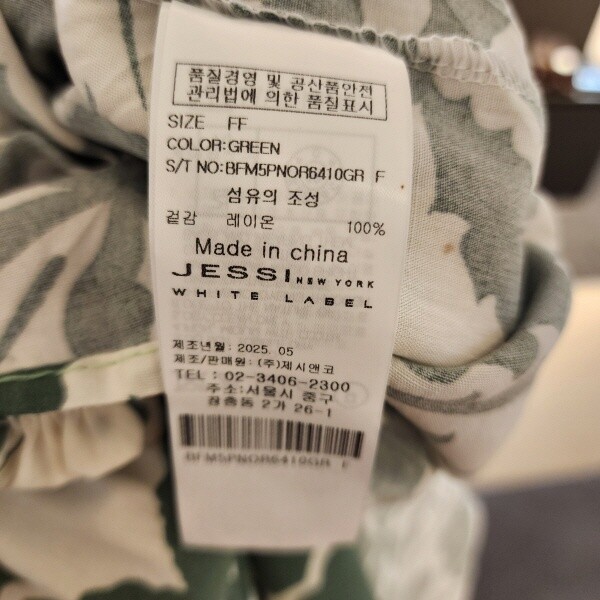 품질경영 및 공산품안전
관리법에 의한 품질표시
SIZE FF
COLOR:GREEN
S/T NO:BFM5PNOR6410GR F
섬유의 조성
겉감 레이온 100%
Made in china
JESSI NEW YORK
WHITE LABEL
제조년월: 2025. 05
제조/판매원: (주)제시앤코
TEL : 02-3406-2300
주소:서울시 중구
장충동 2가 26-1
BFM5PNOR6410GR F